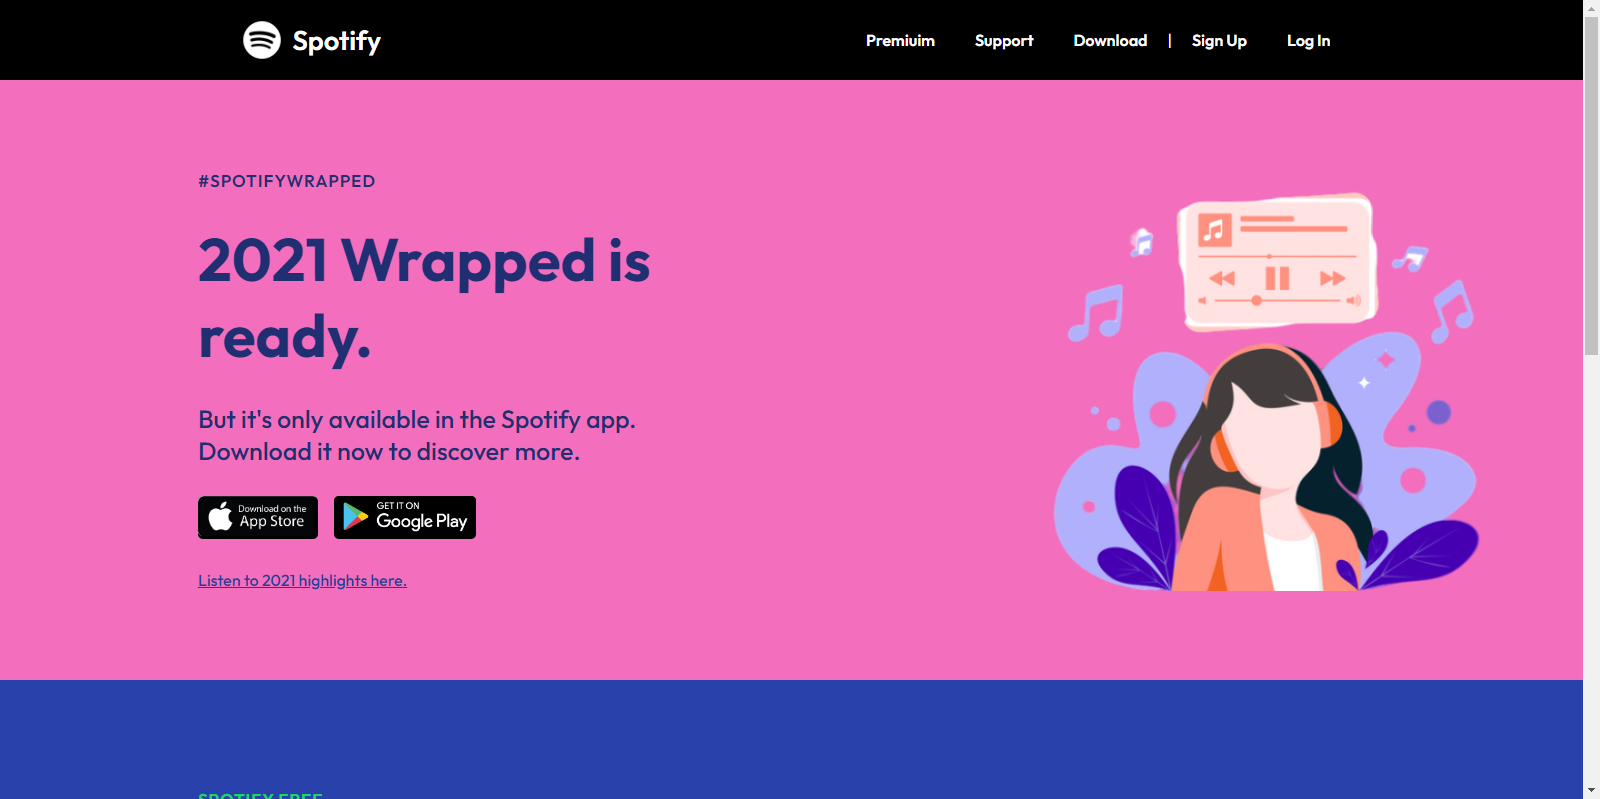 Spotify
Premiuim Support Download | Sign Up Log In
#SPOTIFYWRAPPED
2021 Wrapped is
ready.
But it's only available in the Spotify app.
Download it now to discover more.
Download on the
App Store
GET IT ON
Google Play
Listen to 2021 highlights here.
SPOTIFY FREE